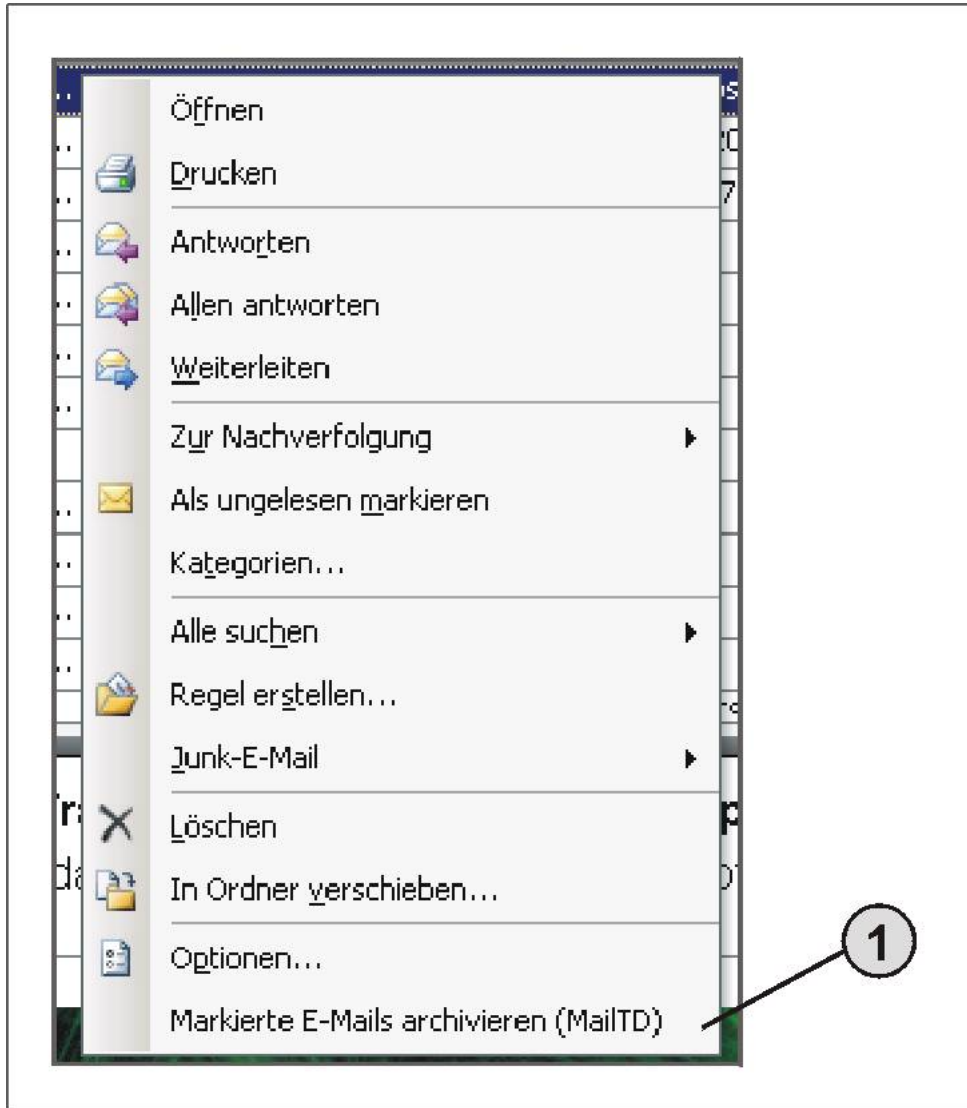 Öffnen
Drucken
Antworten
Allen antworten
Weiterleiten
Zur Nachverfolgung
Als ungelesen markieren
Kategorien...
Alle suchen
Regel erstellen...
Junk-E-Mail
Löschen
In Ordner verschieben...
Optionen...
Markierte E-Mails archivieren (MailTD)
1